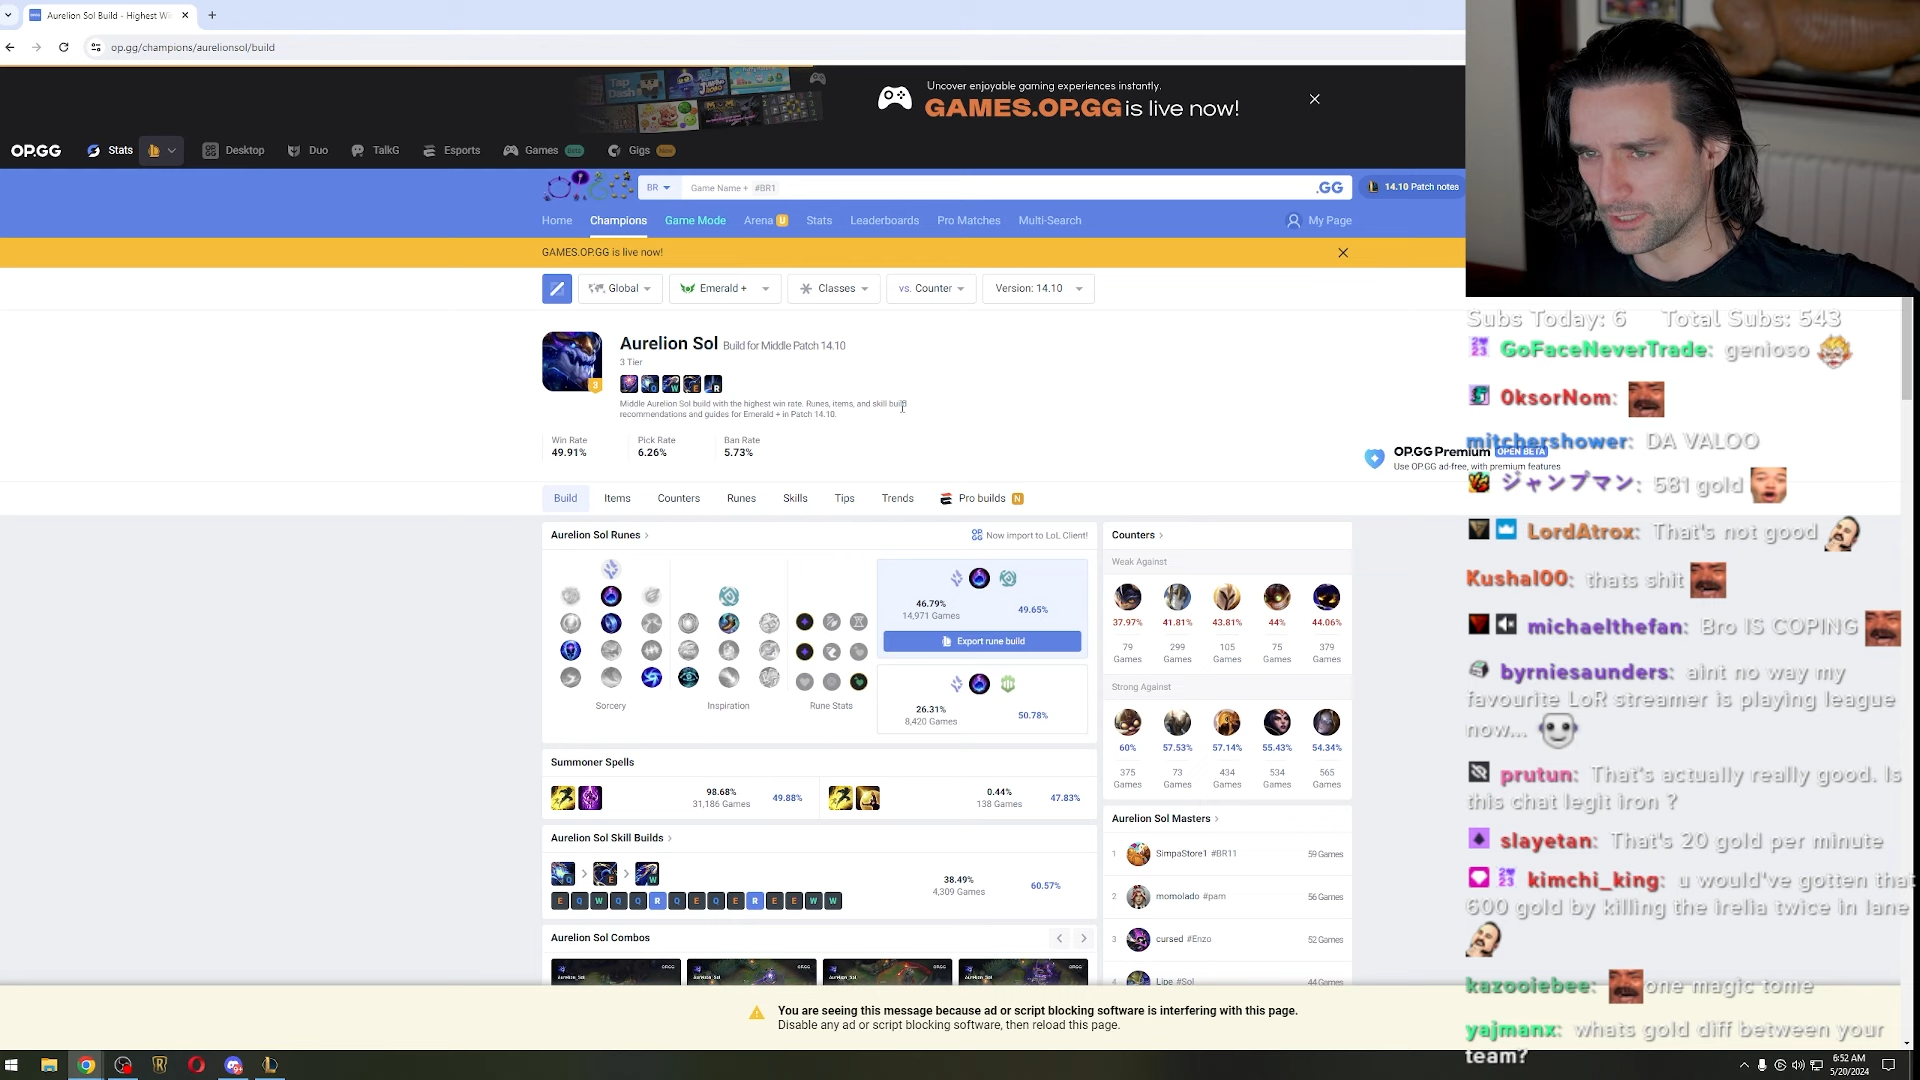 Aurelion Sol Build - Highest Wi
op.gg/champions/aurelionsol/build
Uncover enjoyable gaming experiences instantly.
GAMES.OP.GG is live now!
OP.GG Stats Desktop Duo TalkG Esports Games Beta Gigs New
BR Game Name + #BR1 .GG 14.10 Patch notes
Home Champions Game Mode Arena U Stats Leaderboards Pro Matches Multi-Search My Page
GAMES.OP.GG is live now!
Global Emerald + Classes vs. Counter Version: 14.10
Aurelion Sol Build for Middle Patch 14.10
3 Tier
Q W E R
3
Middle Aurelion Sol build with the highest win rate. Runes, items, and skill build
recommendations and guides for Emerald + in Patch 14.10.
Win Rate Pick Rate Ban Rate
49.91% 6.26% 5.73%
OP.GG Premium OPEN BETA
Use OP.GG ad-free, with premium features
Build Items Counters Runes Skills Tips Trends Pro builds N
Aurelion Sol Runes Now import to LoL Client!
46.79%
14,971 Games
49.65%
Export rune build
26.31%
8,420 Games
50.78%
Sorcery Inspiration Rune Stats
Summoner Spells
98.68%
31,186 Games
49.88%
0.44%
138 Games
47.83%
Aurelion Sol Skill Builds
Q E W
38.49%
4,309 Games
60.57%
E Q W Q Q R Q E Q E R E E W W
Aurelion Sol Combos
Counters
Weak Against
37.97% 41.81% 43.81% 44% 44.06%
79 299 105 75 379
Games Games Games Games Games
Strong Against
60% 57.53% 57.14% 55.43% 54.34%
375 73 434 534 565
Games Games Games Games Games
Aurelion Sol Masters
1 SimpaStore1 #BR11 59 Games
2 momolado #pam 56 Games
3 cursed #Enzo 52 Games
4 Lipe #Sol 44 Games
You are seeing this message because ad or script blocking software is interfering with this page.
Disable any ad or script blocking software, then reload this page.
Subs Today: 6 Total Subs: 543
GoFaceNeverTrade: genioso
0ksorNom:
mitchershower: DA VALOO
ジャンプマン: 581 gold
LordAtrox: That's not good
Kushal00: thats shit
michaelthefan: Bro IS COPING
byrniesaunders: aint no way my
favourite LoR streamer is playing league
now...
prutun: That's actually really good. Is
this chat legit iron ?
slayetan: That's 20 gold per minute
kimchi_king: u would've gotten that
600 gold by killing the irelia twice in lane
kazooiebee: one magic tome
yajmanx: whats gold diff between your
team?
6:52 AM
5/20/2024